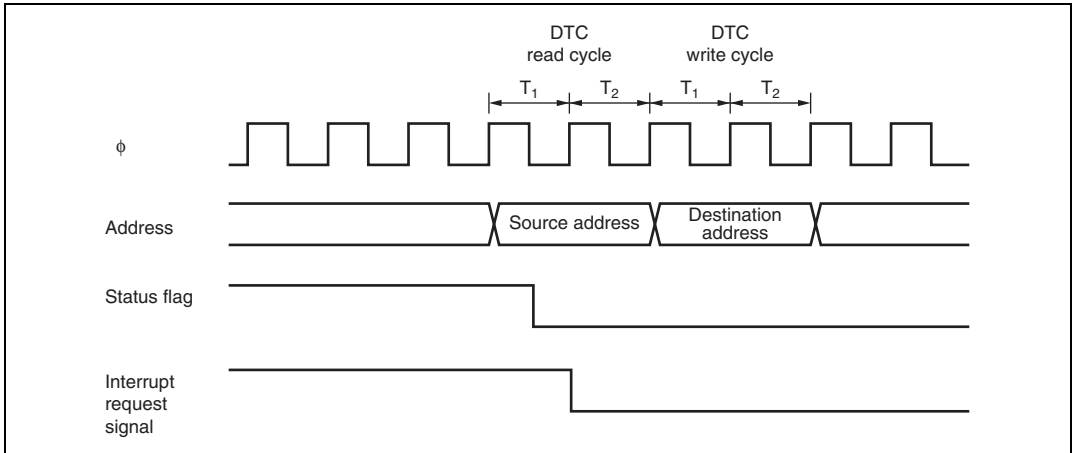 DTC DTC
read cycle write cycle
T₁ T₂ T₁ T₂
ϕ
Address Source address Destination
address
Status flag
Interrupt
request
signal